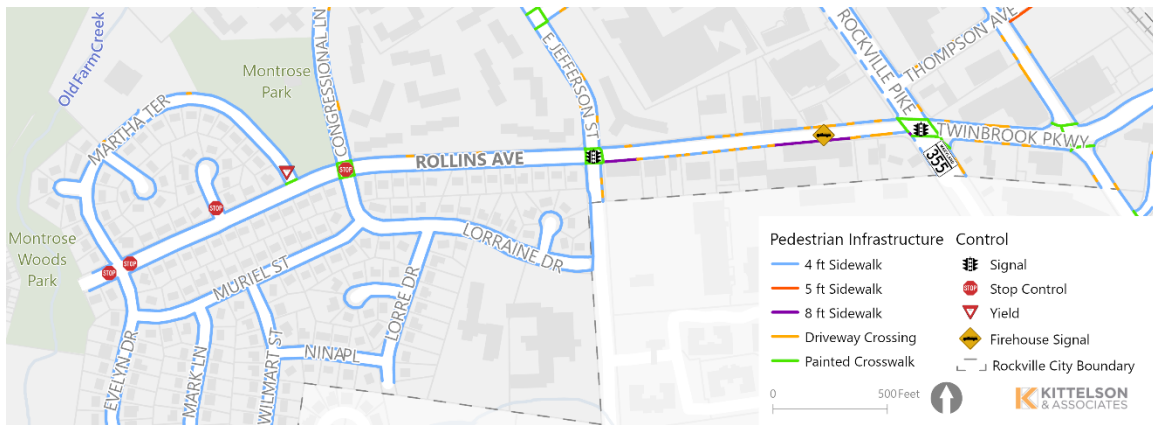 CONGRESSIONAL LN
E JEFFERSON ST
ROCKVILLE PIKE
THOMPSON AVE
Old Farm Creek
Montrose
Park
MARTHA TER
ROLLINS AVE
TWINBROOK PKWY
STOP
STOP
STOP
STOP
355
Montrose
Woods
Park
MURIEL ST
LORRAINE DR
LORRE DR
EVELYN DR
MARK LN
WILMART ST
NINA PL
Pedestrian Infrastructure
4 ft Sidewalk
5 ft Sidewalk
8 ft Sidewalk
Driveway Crossing
Painted Crosswalk
Control
Signal
STOP Stop Control
Yield
Firehouse Signal
Rockville City Boundary
0 500 Feet
KITTELSON
& ASSOCIATES